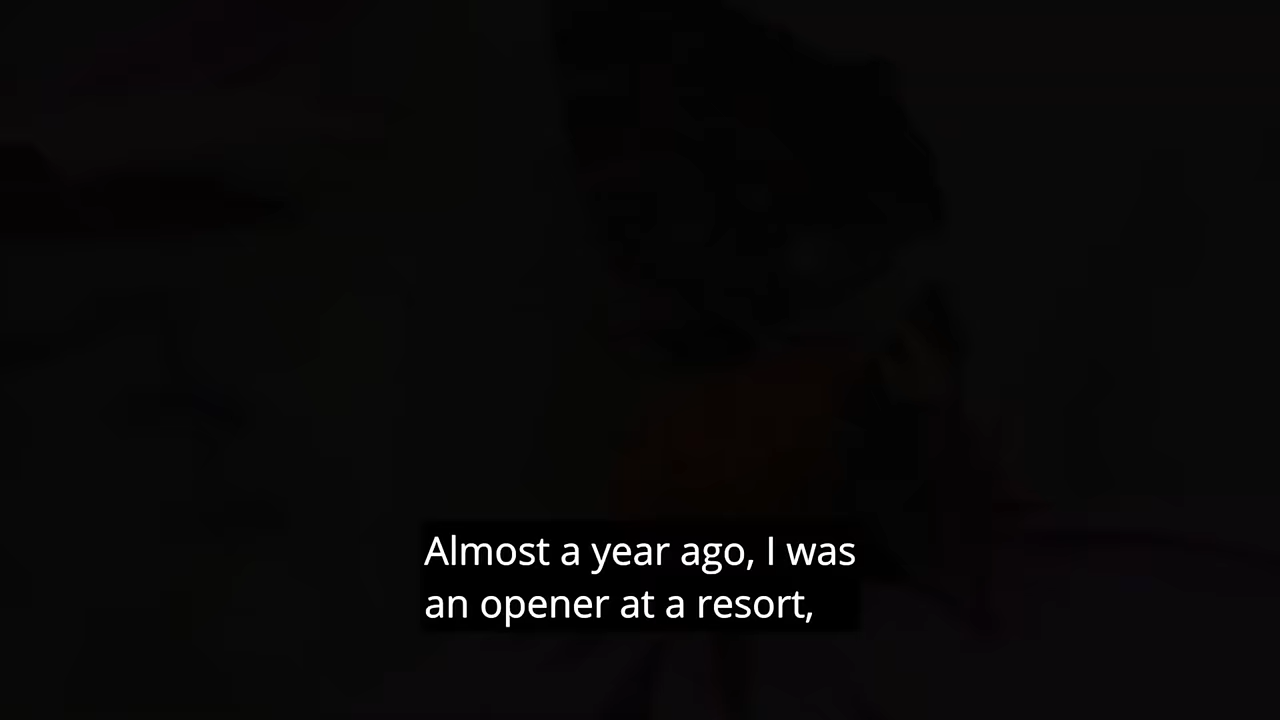 Almost a year ago, I was
an opener at a resort,